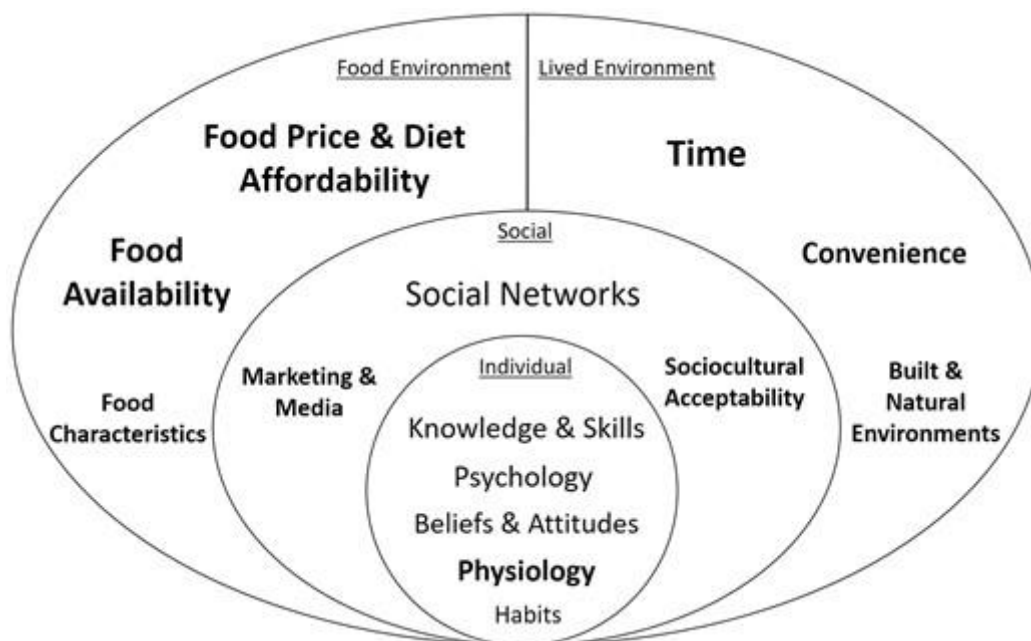 Food Environment
Lived Environment
Food Price & Diet
Affordability
Time
Food
Availability
Convenience
Food
Characteristics
Built &
Natural
Environments
Social
Social Networks
Marketing &
Media
Sociocultural
Acceptability
Individual
Knowledge & Skills
Psychology
Beliefs & Attitudes
Physiology
Habits